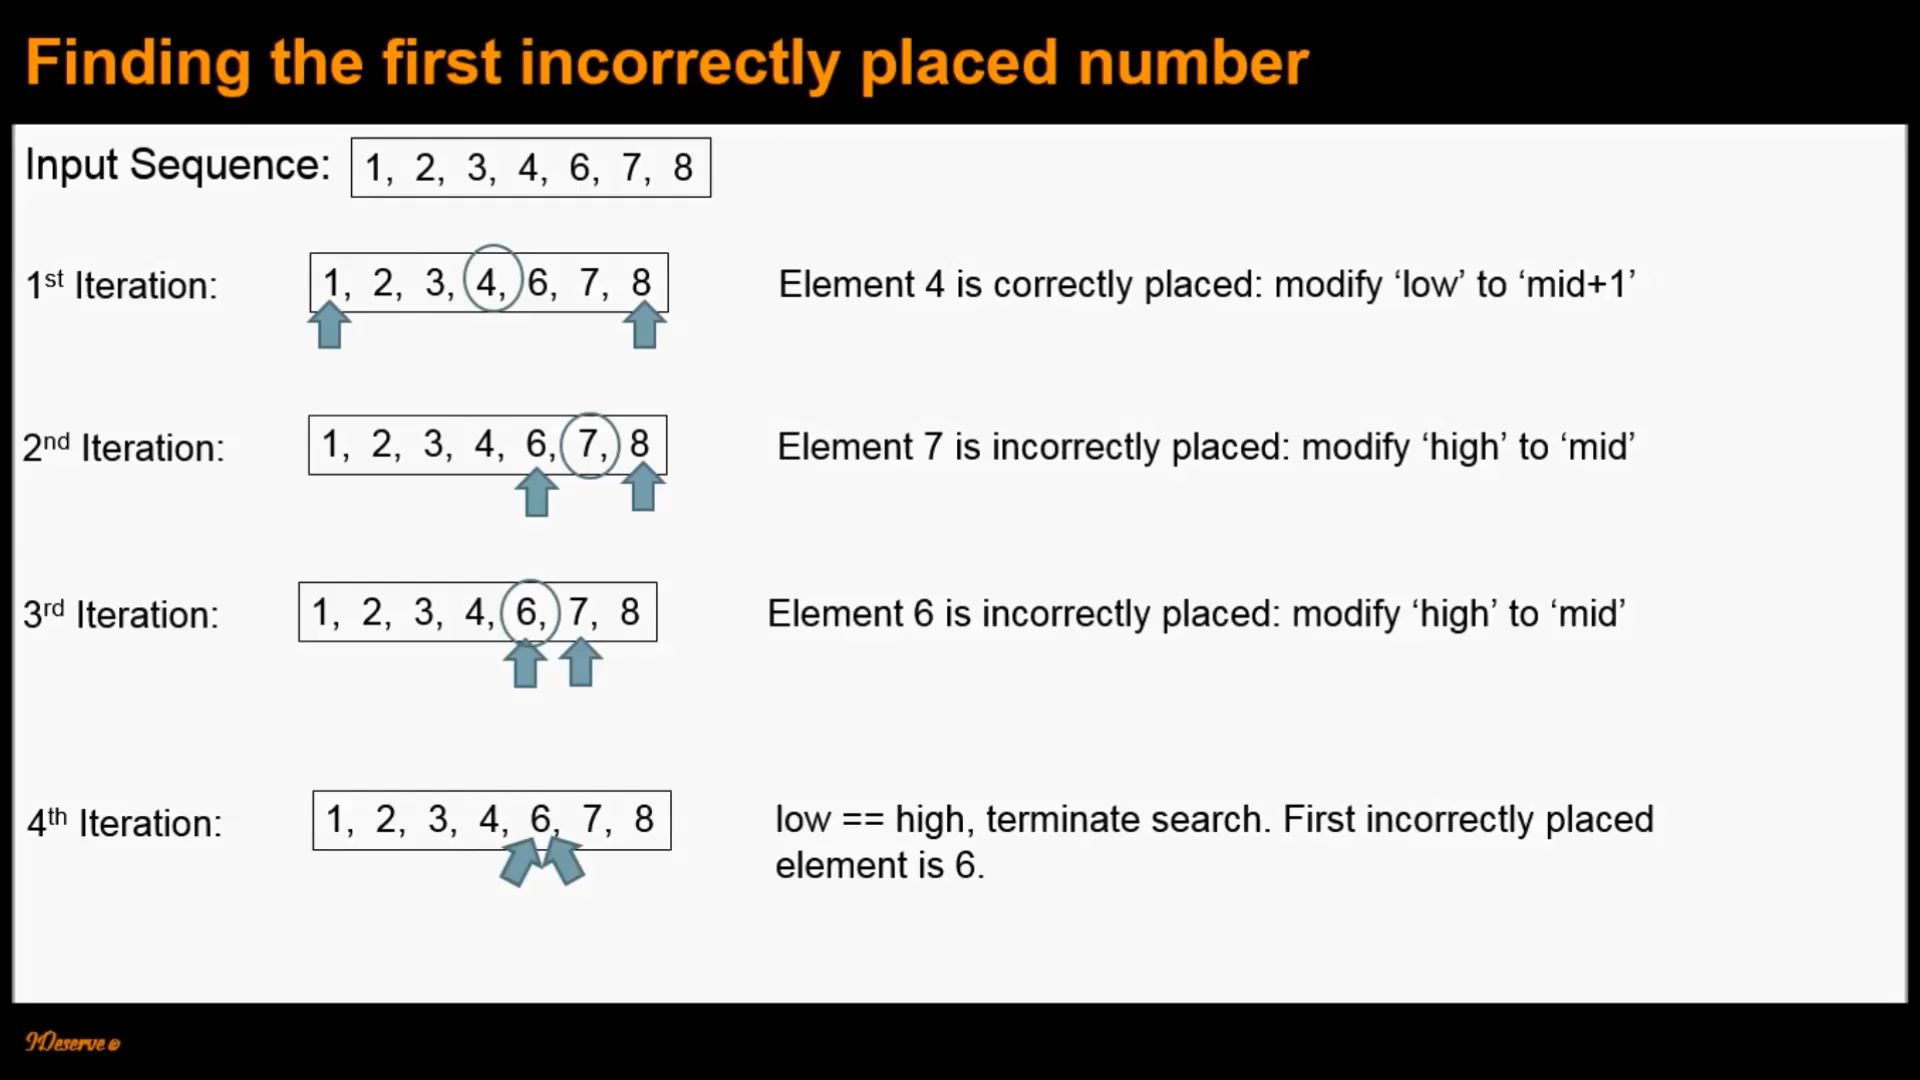 Finding the first incorrectly placed number
Input Sequence: 1, 2, 3, 4, 6, 7, 8
1st Iteration: 1, 2, 3, 4, 6, 7, 8 Element 4 is correctly placed: modify ‘low’ to ‘mid+1’
2nd Iteration: 1, 2, 3, 4, 6, 7, 8 Element 7 is incorrectly placed: modify ‘high’ to ‘mid’
3rd Iteration: 1, 2, 3, 4, 6, 7, 8 Element 6 is incorrectly placed: modify ‘high’ to ‘mid’
4th Iteration: 1, 2, 3, 4, 6, 7, 8 low == high, terminate search. First incorrectly placed
element is 6.
IDeserve